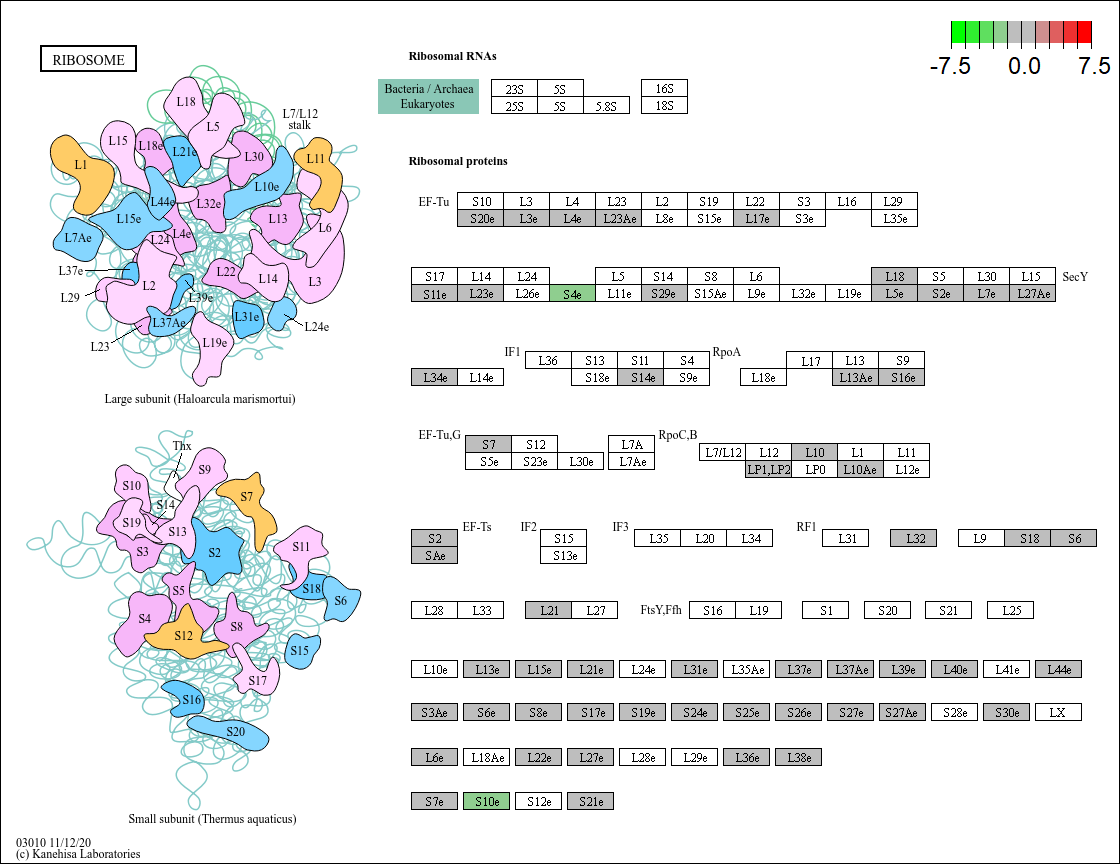 RIBOSOME
-7.5 0.0 7.5
Ribosomal RNAs
Bacteria / Archaea
Eukaryotes
23S 5S 16S
25S 5S 5.8S 18S
Ribosomal proteins
EF-Tu
S10 L3 L4 L23 L2 S19 L22 S3 L16 L29
S20e L3e L4e L23Ae L8e S15e L17e S3e L35e
S17 L14 L24 L5 S14 S8 L6 L18 S5 L30 L15
SecY
S11e L23e L26e S4e L11e S29e S15Ae L9e L32e L19e L5e S2e L7e L27Ae
IF1
L36 S13 S11 S4
RpoA
L17 L13 S9
L34e L14e S18e S14e S9e L18e L13Ae S16e
EF-Tu,G
S7 S12 L7A
RpoC,B
S5e S23e L30e L7Ae
L7/L12 L12 L10 L1 L11
LP1,LP2 LP0 L10Ae L12e
S2
EF-Ts
IF2
S15
IF3
L35 L20 L34
RF1
L31 L32 L9 S18 S6
SAe S13e
L28 L33 L21 L27
FtsY,Ffh
S16 L19 S1 S20 S21 L25
L10e L13e L15e L21e L24e L31e L35Ae L37e L37Ae L39e L40e L41e L44e
S3Ae S6e S8e S17e S19e S24e S25e S26e S27e S27Ae S28e S30e LX
L6e L18Ae L22e L27e L28e L29e L36e L38e
S7e S10e S12e S21e
L18
L5
L7/L12
stalk
L15
L18e
L21e
L30
L11
L1
L10e
L44e
L32e
L15e
L13
L6
L7Ae
L24
L4e
L37e
L22
L14
L3
L2
L29
L39e
L37Ae
L31e
L24e
L23
L19e
Large subunit (Haloarcula marismortui)
Thx
S9
S10
S7
S14
S19
S13
S3
S2
S11
S5
S18
S6
S4
S12
S8
S15
S17
S16
S20
Small subunit (Thermus aquaticus)
03010 11/12/20
(c) Kanehisa Laboratories